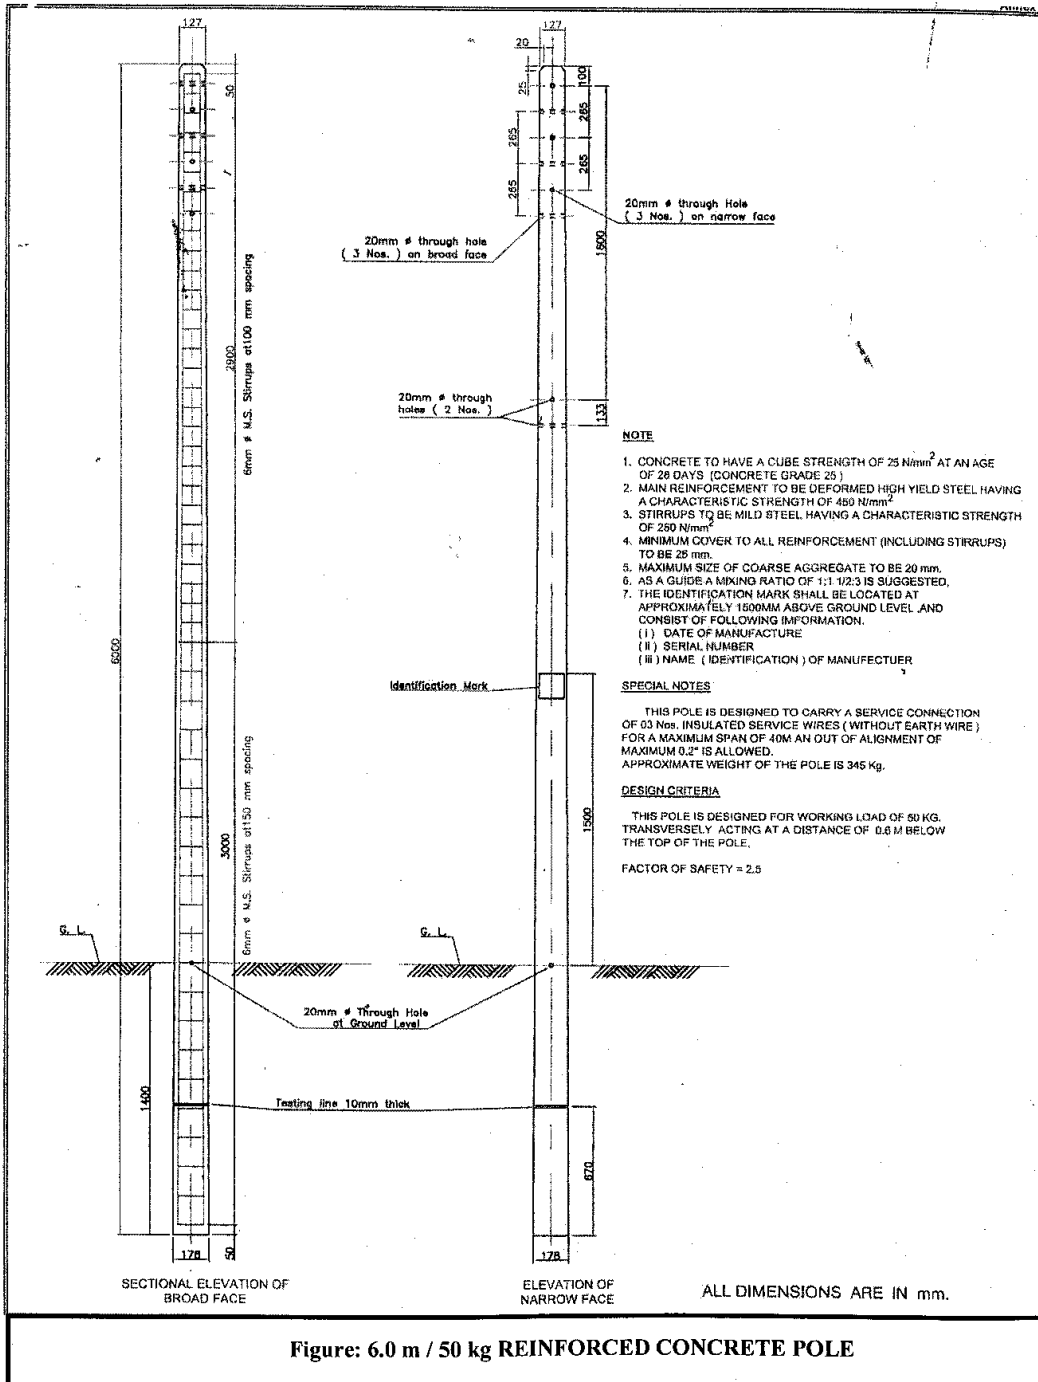 Annex
127
127
20
50
25
100
265
265
265
265
20mm ø through Hole
( 3 Nos. ) on narrow face
20mm ø through hole
( 3 Nos. ) on broad face
1600
6mm ø M.S. Stirrups at100 mm spacing
2900
20mm ø through
holes ( 2 Nos. )
133
NOTE
1. CONCRETE TO HAVE A CUBE STRENGTH OF 25 N/mm² AT AN AGE
OF 28 DAYS (CONCRETE GRADE 25 )
2. MAIN REINFORCEMENT TO BE DEFORMED HIGH YIELD STEEL HAVING
A CHARACTERISTIC STRENGTH OF 460 N/mm²
3. STIRRUPS TO BE MILD STEEL HAVING A CHARACTERISTIC STRENGTH
OF 250 N/mm²
4. MINIMUM COVER TO ALL REINFORCEMENT (INCLUDING STIRRUPS)
TO BE 25 mm.
5. MAXIMUM SIZE OF COARSE AGGREGATE TO BE 20 mm.
6. AS A GUIDE A MIXING RATIO OF 1:1 1/2:3 IS SUGGESTED.
7. THE IDENTIFICATION MARK SHALL BE LOCATED AT
APPROXIMATELY 1500MM ABOVE GROUND LEVEL AND
CONSIST OF FOLLOWING IMFORMATION.
( I ) DATE OF MANUFACTURE
( II ) SERIAL NUMBER
( III ) NAME ( IDENTIFICATION ) OF MANUFECTUER
6000
Identification Mark
SPECIAL NOTES
THIS POLE IS DESIGNED TO CARRY A SERVICE CONNECTION
OF 03 Nos. INSULATED SERVICE WIRES ( WITHOUT EARTH WIRE )
FOR A MAXIMUM SPAN OF 40M AN OUT OF ALIGNMENT OF
MAXIMUM 0.2° IS ALLOWED.
APPROXIMATE WEIGHT OF THE POLE IS 345 Kg.
DESIGN CRITERIA
THIS POLE IS DESIGNED FOR WORKING LOAD OF 50 KG.
TRANSVERSELY ACTING AT A DISTANCE OF 0.6 M BELOW
THE TOP OF THE POLE.
FACTOR OF SAFETY = 2.5
6mm ø M.S. Stirrups at150 mm spacing
3000
1500
G. L.
G. L.
20mm ø Through Hole
at Ground Level
1400
Testing line 10mm thick
670
178
50
178
SECTIONAL ELEVATION OF
BROAD FACE
ELEVATION OF
NARROW FACE
ALL DIMENSIONS ARE IN mm.
Figure: 6.0 m / 50 kg REINFORCED CONCRETE POLE